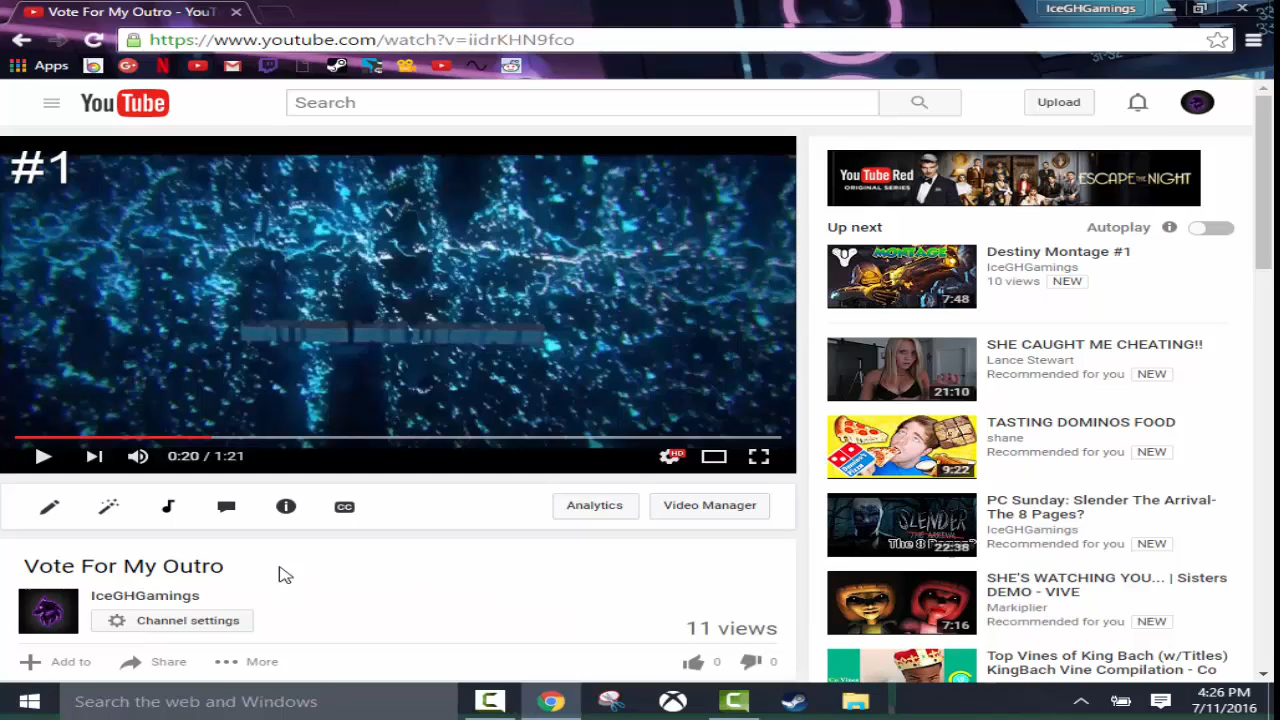 Vote For My Outro - YouT
IceGHGamings
https://www.youtube.com/watch?v=iidrKHN9fco
Apps
YouTube
Search
Upload
#1
0:20 / 1:21
HD
CC
Analytics
Video Manager
Vote For My Outro
IceGHGamings
Channel settings
11 views
Add to
Share
More
0
0
YouTube Red
ORIGINAL SERIES
ESCAPE THE NIGHT
Up next
Autoplay
MONTAGE
7:48
Destiny Montage #1
IceGHGamings
10 views NEW
21:10
SHE CAUGHT ME CHEATING!!
Lance Stewart
Recommended for you NEW
9:22
TASTING DOMINOS FOOD
shane
Recommended for you NEW
SLENDER
THE ARRIVAL
The 8 Pages?
22:38
PC Sunday: Slender The Arrival-
The 8 Pages?
IceGHGamings
Recommended for you NEW
7:16
SHE'S WATCHING YOU... | Sisters
DEMO - VIVE
Markiplier
Recommended for you NEW
Top Vines of King Bach (w/Titles)
KingBach Vine Compilation - Co
Search the web and Windows
4:26 PM
7/11/2016